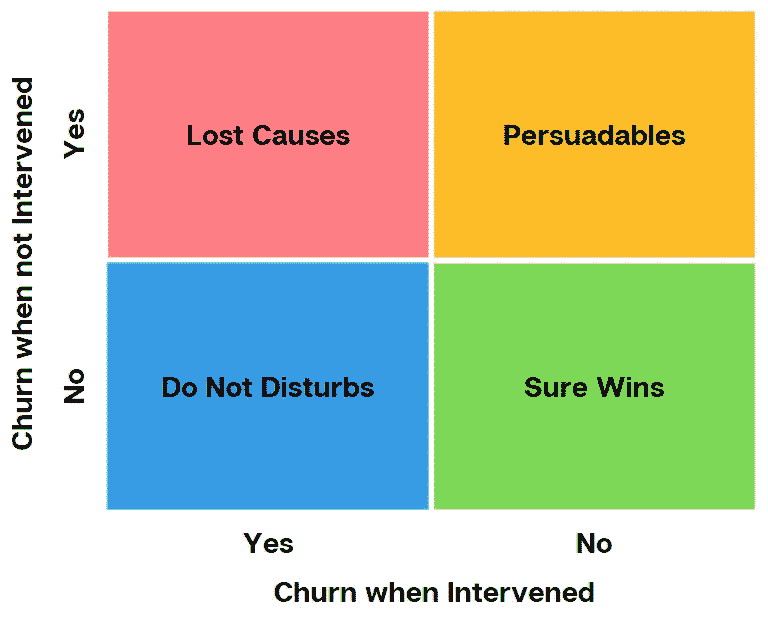 Churn when not Intervened
Yes
Lost Causes
Persuadables
No
Do Not Disturbs
Sure Wins
Yes
No
Churn when Intervened